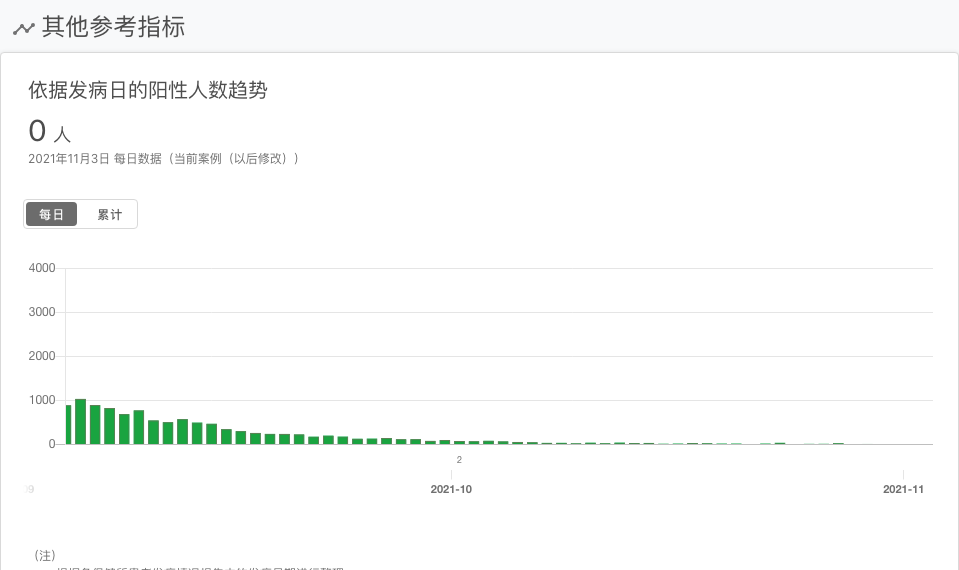 其他参考指标
依据发病日的阳性人数趋势
0 人
2021年11月3日 每日数据（当前案例（以后修改））
每日 累计
4000
3000
2000
1000
0
2
9 2021-10 2021-11
（注）